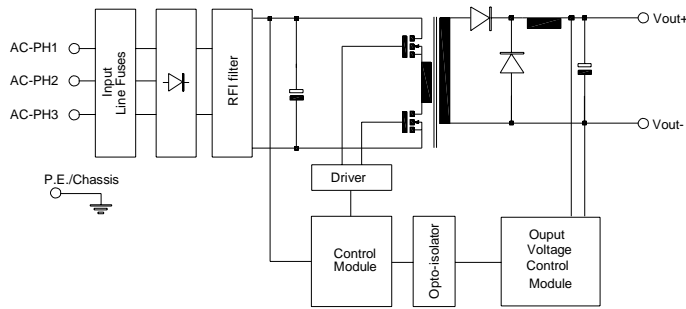 AC-PH1
AC-PH2
AC-PH3
Input
Line Fuses
RFI filter
Vout+
Vout-
P.E./Chassis
Driver
Control
Module
Opto-isolator
Ouput
Voltage
Control
Module